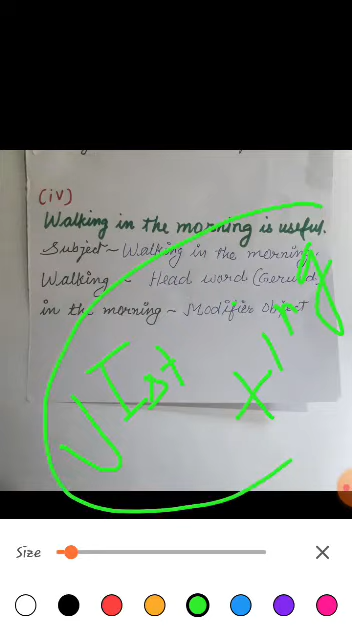 (iv)
Walking in the morning is useful.
Subject ~ Walking in the morning
Walking ~ Head word (Gerund)
in the morning ~ Modifier Object
Size